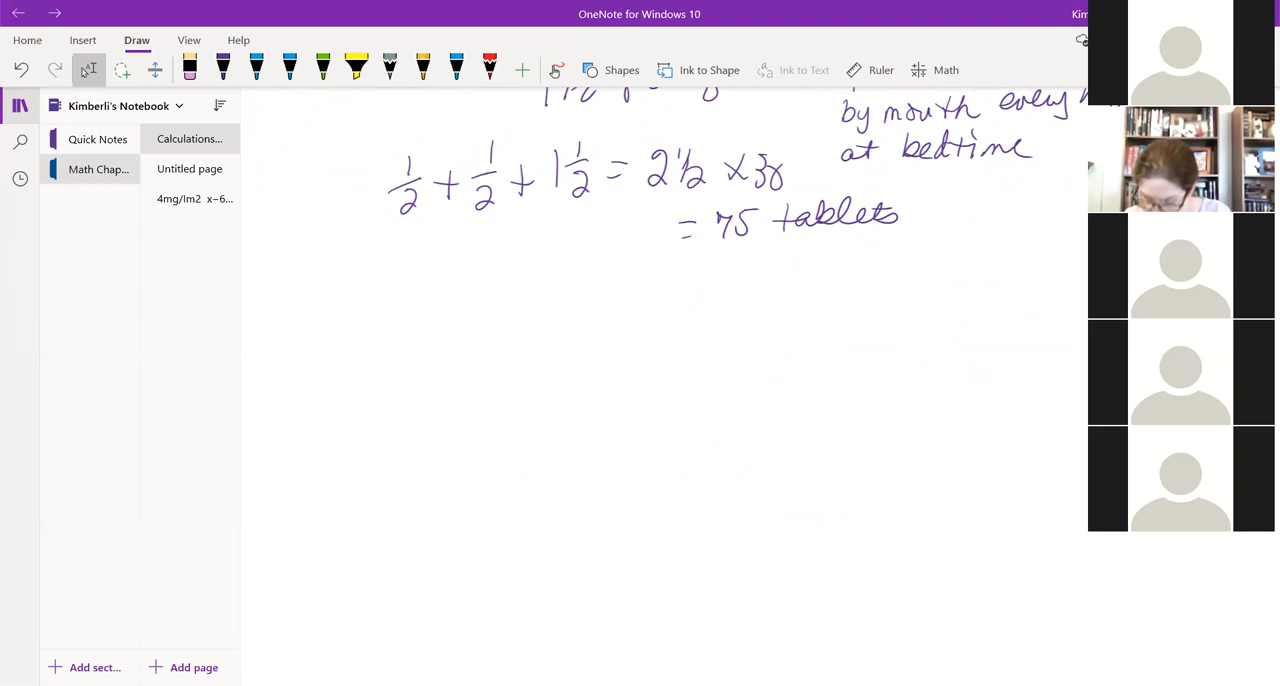 OneNote for Windows 10
Kim
Home Insert Draw View Help
Shapes Ink to Shape Ink to Text Ruler Math
Kimberli's Notebook
Quick Notes
Math Chap...
Calculations...
Untitled page
4mg/lm2 x-6...
by mouth every
at bedtime
1/2 + 1/2 + 1 1/2 = 2 1/2 x 30
= 75 tablets
+ Add sect...
+ Add page